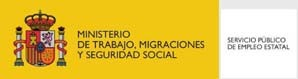 MINISTERIO
DE TRABAJO, MIGRACIONES
Y SEGURIDAD SOCIAL
SERVICIO PÚBLICO
DE EMPLEO ESTATAL